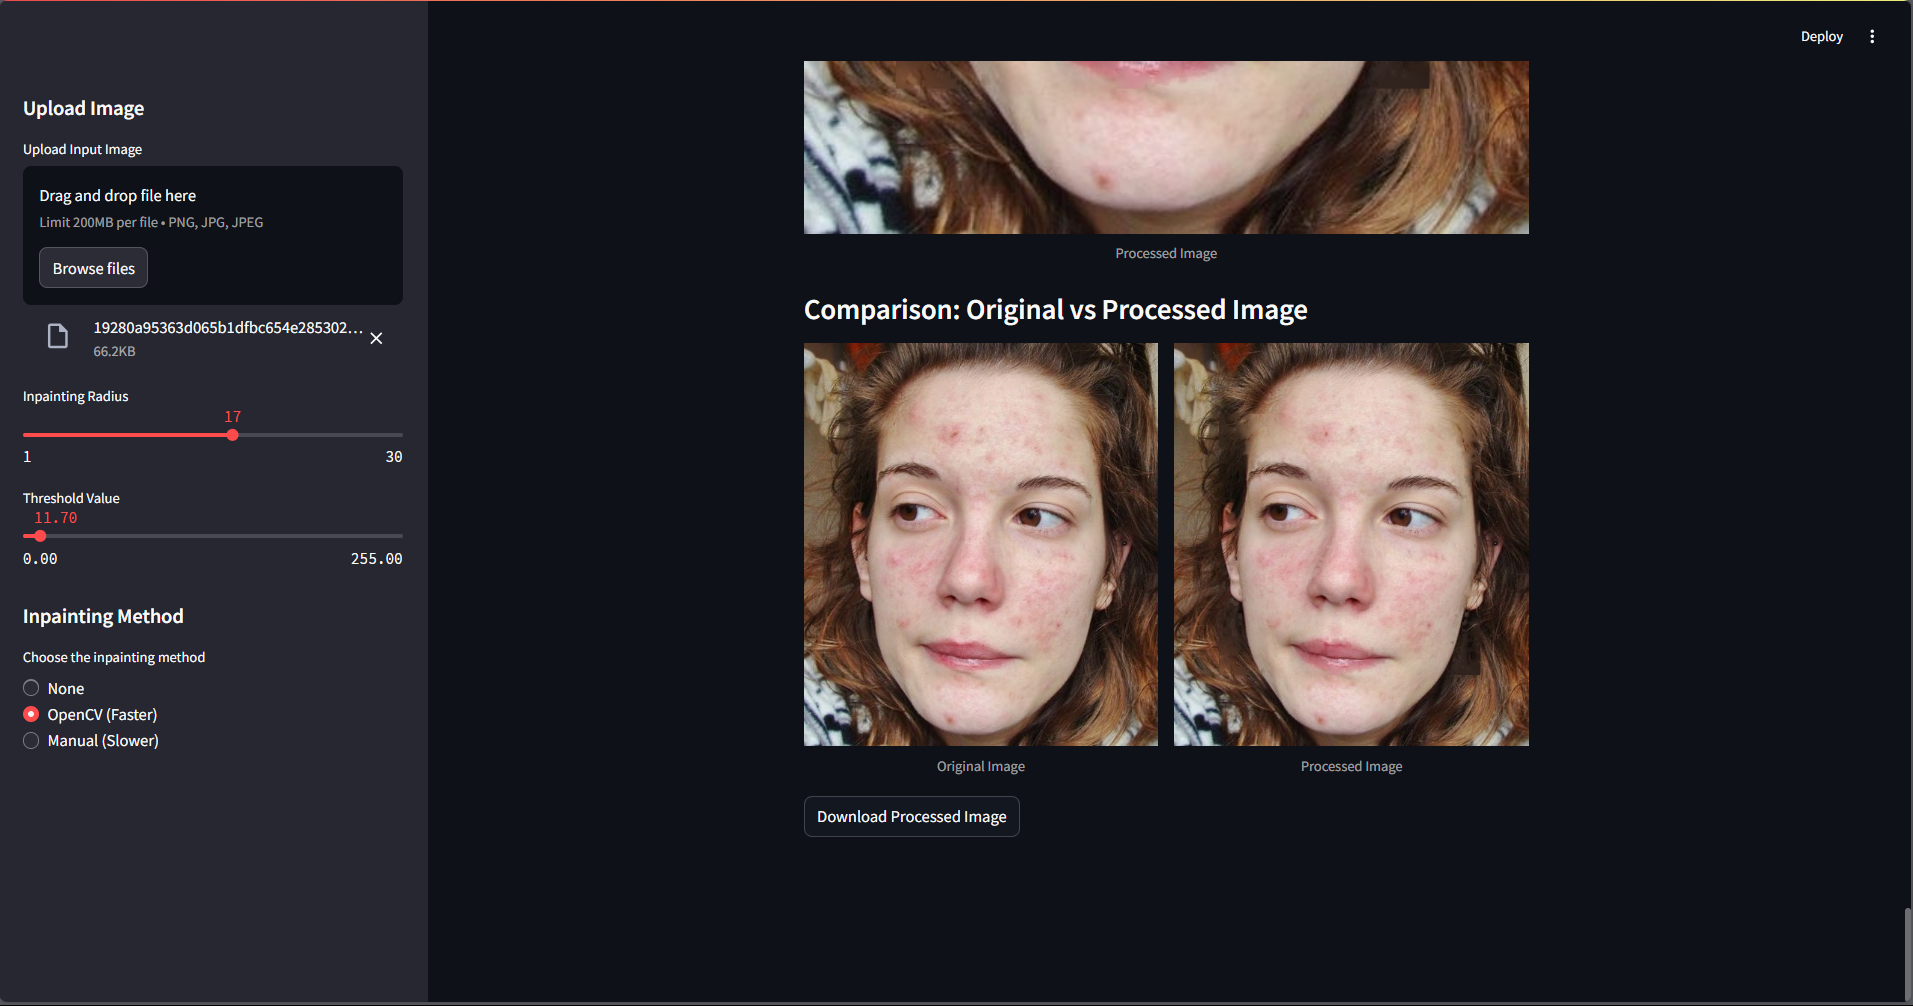 Deploy
Upload Image
Upload Input Image
Drag and drop file here
Limit 200MB per file • PNG, JPG, JPEG
Browse files
19280a95363d065b1dfbc654e285302...
66.2KB
Inpainting Radius
17
1 30
Threshold Value
11.70
0.00 255.00
Inpainting Method
Choose the inpainting method
None
OpenCV (Faster)
Manual (Slower)
Processed Image
Comparison: Original vs Processed Image
Original Image Processed Image
Download Processed Image